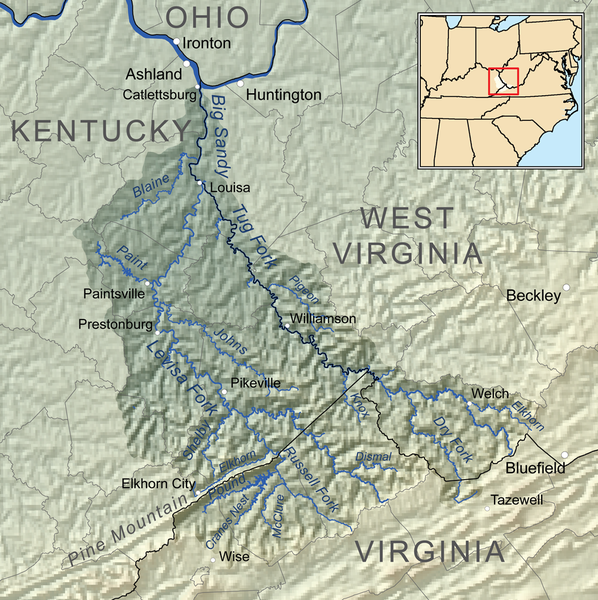 OHIO
Ironton
Ashland
Catlettsburg
Huntington
KENTUCKY
Big Sandy
Blaine
Louisa
Tug Fork
WEST
VIRGINIA
Paint
Pigeon
Paintsville
Beckley
Prestonburg
Williamson
Johns
Levisa Fork
Pikeville
Knox
Welch
Elkhorn
Dry Fork
Shelby
Elkhorn
Russell Fork
Dismal
Bluefield
Elkhorn City
Pound
Tazewell
Pine Mountain
Cranes Nest
McClure
Wise
VIRGINIA